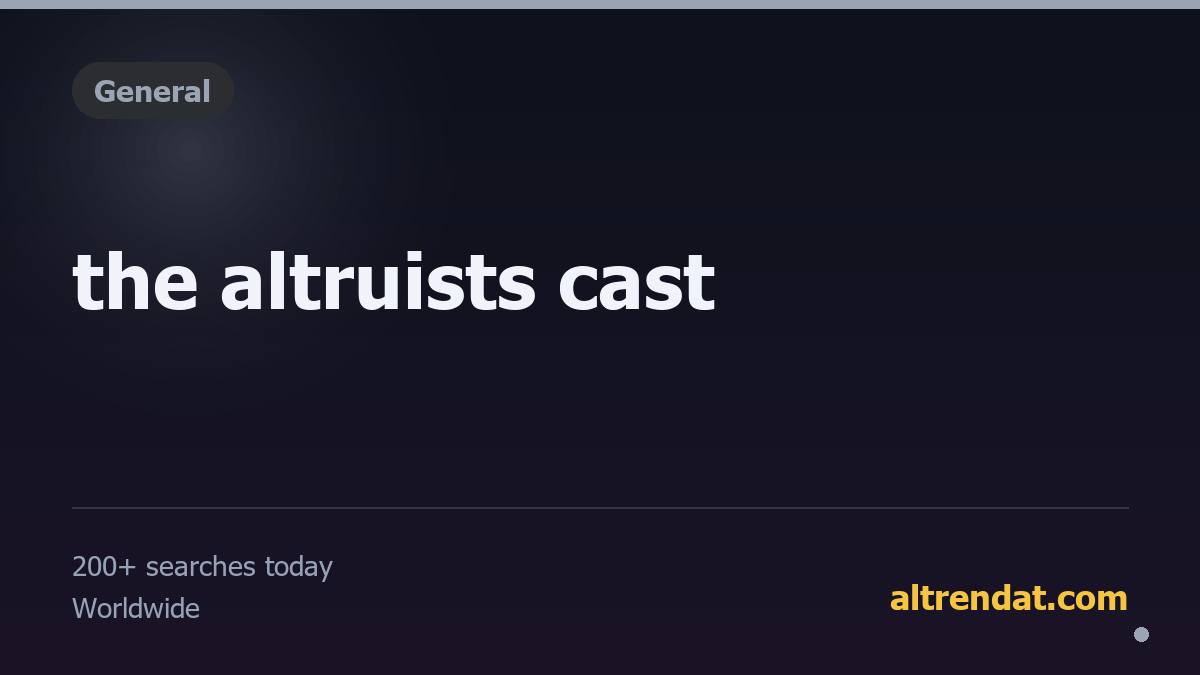 General
the altruists cast
200+ searches today
Worldwide
altrendat.com